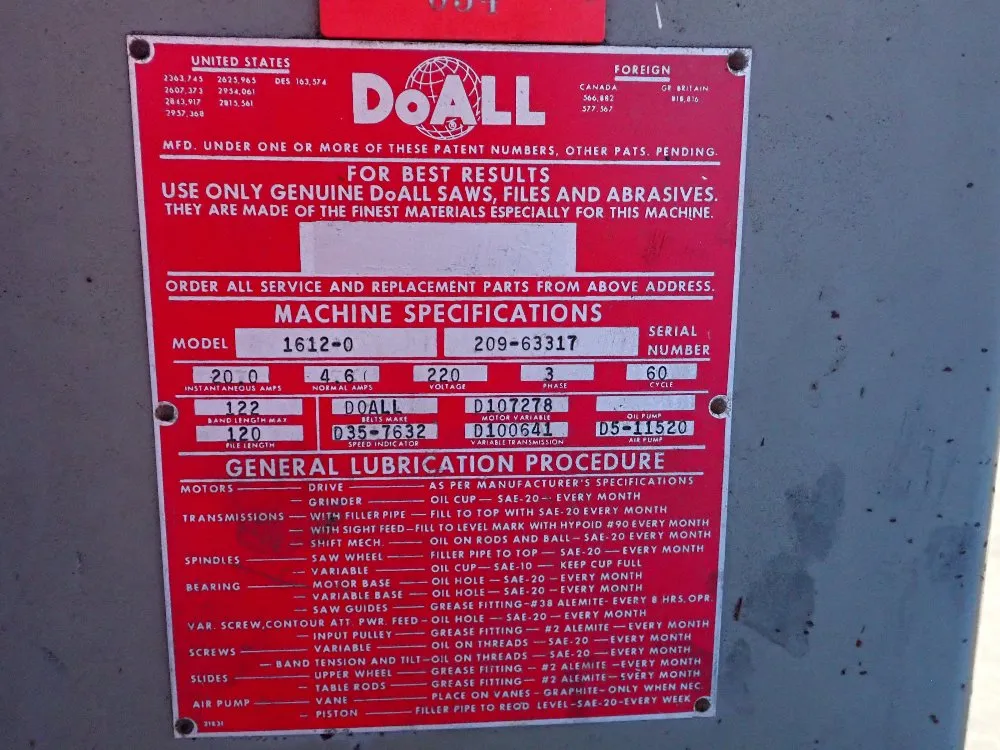 UNITED STATES
2363,745 2625,965 DES 163,574
2607,373 2954,061
2843,917 2815,561
2957,360
DoALL
FOREIGN
CANADA GR BRITAIN
566,882 818,816
577,567
MFD. UNDER ONE OR MORE OF THESE PATENT NUMBERS, OTHER PATS. PENDING.
FOR BEST RESULTS
USE ONLY GENUINE DoALL SAWS, FILES AND ABRASIVES.
THEY ARE MADE OF THE FINEST MATERIALS ESPECIALLY FOR THIS MACHINE.
ORDER ALL SERVICE AND REPLACEMENT PARTS FROM ABOVE ADDRESS.
MACHINE SPECIFICATIONS
MODEL 1612-0 209-63317 SERIAL NUMBER
20.0 4.6 220 3 60
INSTANTANEOUS AMPS NORMAL AMPS VOLTAGE PHASE CYCLE
122 DOALL D107278
BAND LENGTH MAX BELTS MAKE MOTOR VARIABLE OIL PUMP
120 D35-7632 D100641 D5-11520
FILE LENGTH SPEED INDICATOR VARIABLE TRANSMISSION AIR PUMP
GENERAL LUBRICATION PROCEDURE
MOTORS — DRIVE — AS PER MANUFACTURER'S SPECIFICATIONS
— GRINDER — OIL CUP — SAE-20 — EVERY MONTH
TRANSMISSIONS — WITH FILLER PIPE — FILL TO TOP WITH SAE-20 EVERY MONTH
— WITH SIGHT FEED — FILL TO LEVEL MARK WITH HYPOID #90 EVERY MONTH
— SHIFT MECH. — OIL ON RODS AND BALL — SAE-20 — EVERY MONTH
SPINDLES — SAW WHEEL — FILLER PIPE TO TOP — SAE-20 — EVERY MONTH
— VARIABLE — OIL CUP — SAE-10 — KEEP CUP FULL
BEARING — MOTOR BASE — OIL HOLE — SAE-20 — EVERY MONTH
— VARIABLE BASE — OIL HOLE — SAE-20 — EVERY MONTH
— SAW GUIDES — GREASE FITTING — #38 ALEMITE - EVERY 8 HRS. OPR.
VAR. SCREW, CONTOUR ATT. PWR. FEED — OIL HOLE — SAE-20 — EVERY MONTH
— INPUT PULLEY — GREASE FITTING — #2 ALEMITE — EVERY MONTH
SCREWS — VARIABLE — OIL ON THREADS — SAE-20 — EVERY MONTH
— BAND TENSION AND TILT — OIL ON THREADS — SAE-20 — EVERY MONTH
SLIDES — UPPER WHEEL — GREASE FITTING — #2 ALEMITE — EVERY MONTH
— TABLE RODS — GREASE FITTING — #2 ALEMITE — EVERY MONTH
AIR PUMP — VANE — PLACE ON VANES — GRAPHITE — ONLY WHEN NEC.
— PISTON — FILLER PIPE TO REQD LEVEL — SAE-20 — EVERY WEEK